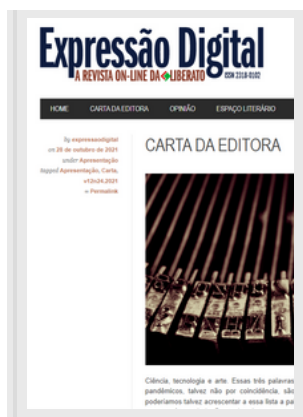 Expressão Digital
A REVISTA ON-LINE DA LIBERATO ISSN 2318-0102
HOME CARTA DA EDITORA OPINIÃO ESPAÇO LITERÁRIO
by expressaodigital
on 26 de outubro de 2021
under Apresentação
tagged Apresentação, Carta,
v12n24.2021
∞ Permalink
CARTA DA EDITORA
Ciência, tecnologia e arte. Essas três palavras
pandêmicos, talvez não por coincidência, são
poderíamos talvez acrescentar a essa lista a pa